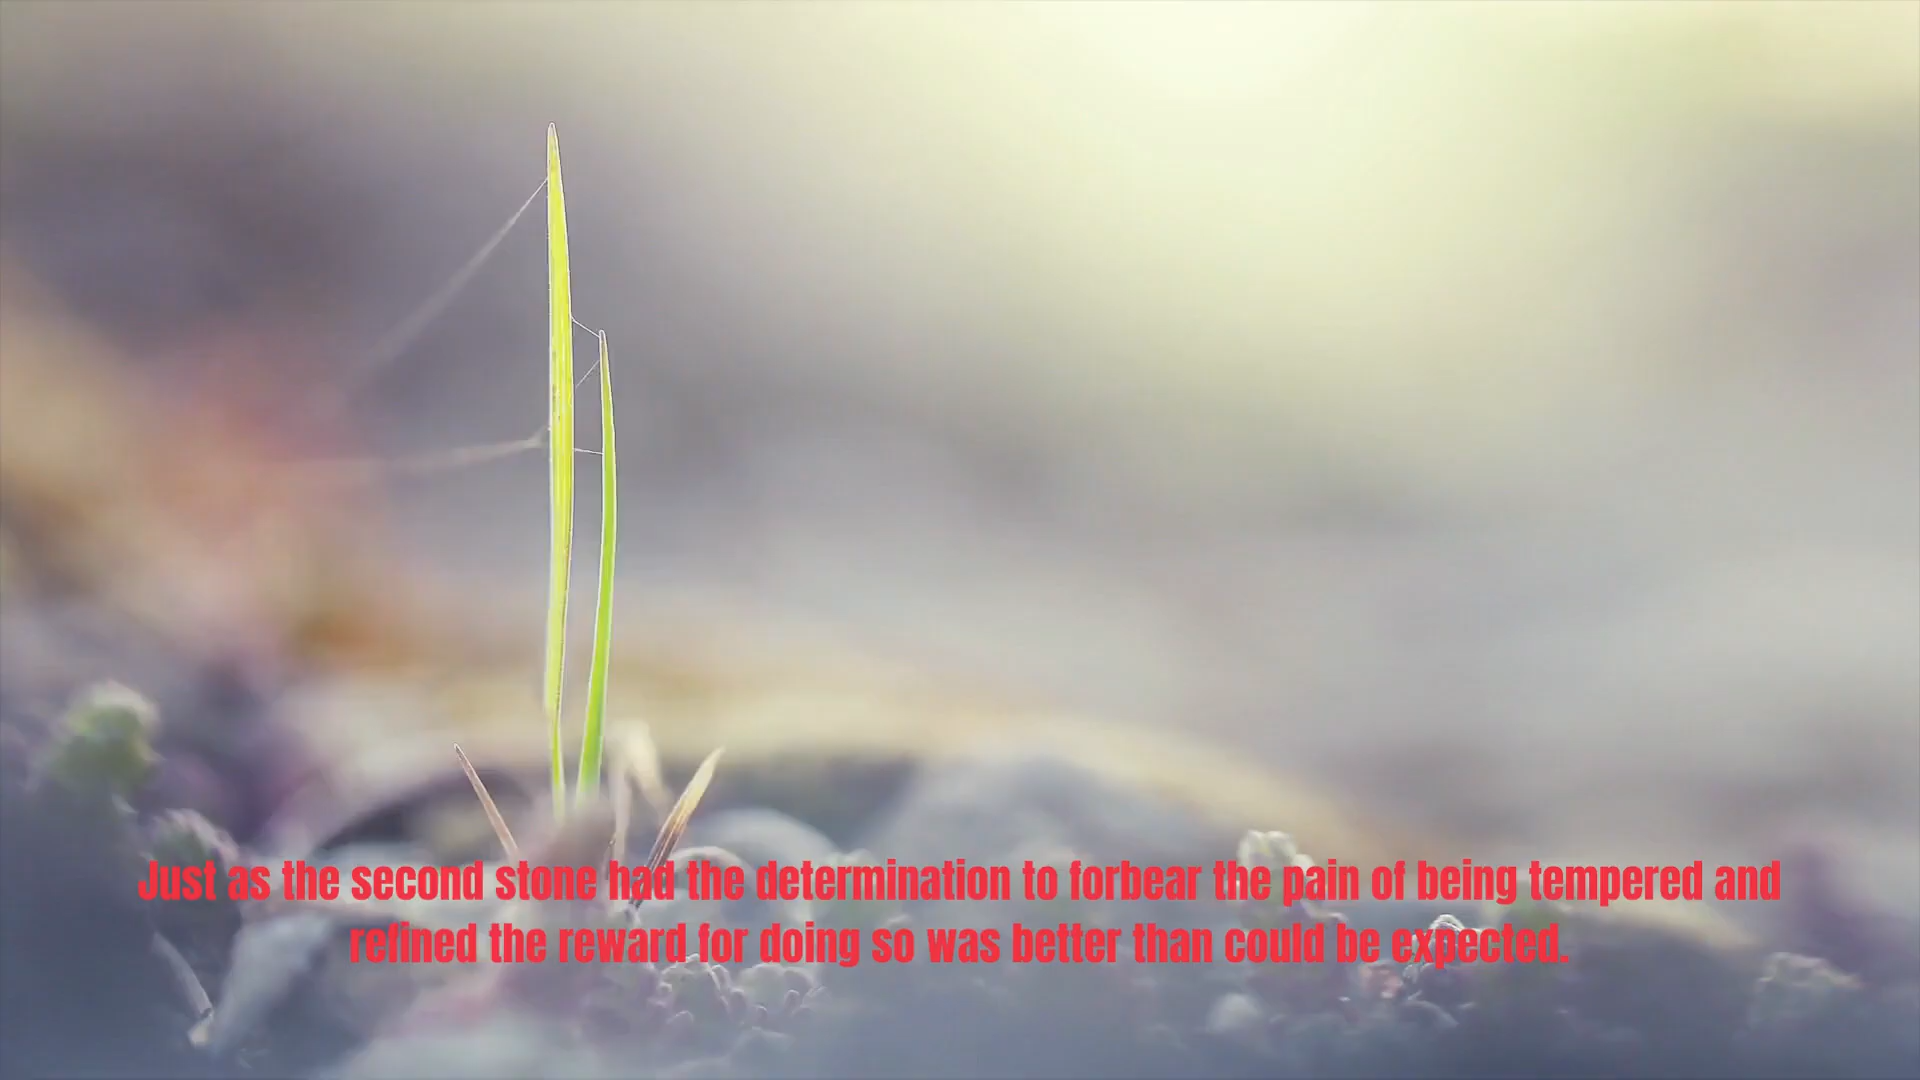 Just as the second stone had the determination to forbear the pain of being tempered and
refined the reward for doing so was better than could be expected.